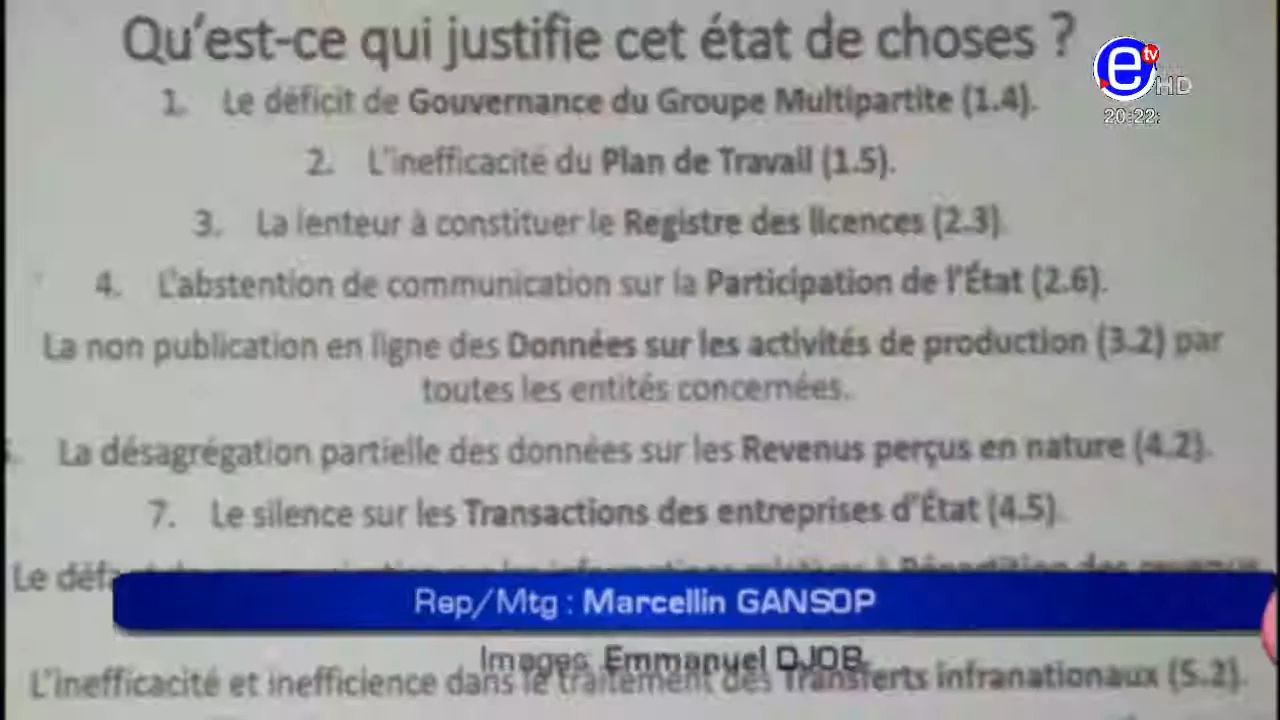 Qu'est-ce qui justifie cet état de choses ?
e tv HD
20:22:
1. Le déficit de Gouvernance du Groupe Multipartite (1.4).
2. L'inefficacité du Plan de Travail (1.5).
3. La lenteur à constituer le Registre des licences (2.3).
4. L'abstention de communication sur la Participation de l'État (2.6).
La non publication en ligne des Données sur les activités de production (3.2) par
toutes les entités concernées.
La désagrégation partielle des données sur les Revenus perçus en nature (4.2).
7. Le silence sur les Transactions des entreprises d'État (4.5).
Le
Rep/Mtg : Marcellin GANSOP
Images Emmanuel DJOB
L'inefficacité et inefficience dans le traitement des Transferts infranationaux (5.2).